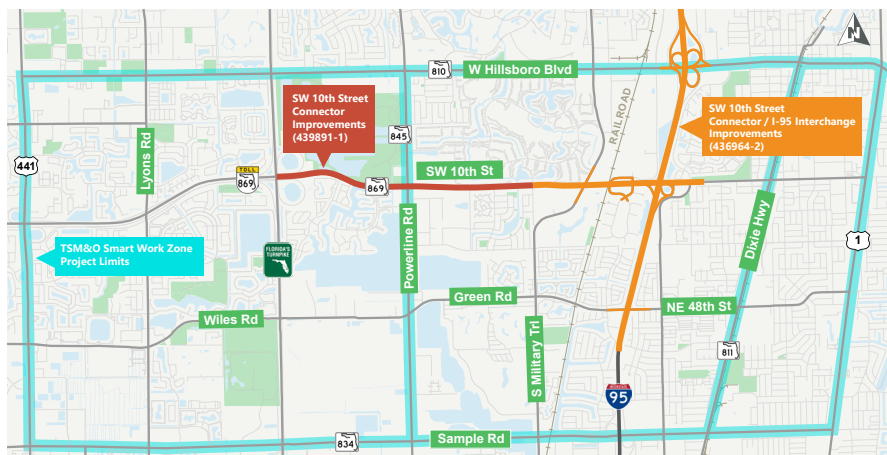 N
810
W Hillsboro Blvd
SW 10th Street
Connector
Improvements
(439891-1)
RAILROAD
SW 10th Street
Connector / I-95 Interchange
Improvements
(436964-2)
Lyons Rd
845
441
TOLL
869
SW 10th St
869
Powerline Rd
Dixie Hwy
TSM&O Smart Work Zone
Project Limits
FLORIDA'S
TURNPIKE
1
Green Rd
NE 48th St
Wiles Rd
S Military Trl
811
95
834
Sample Rd